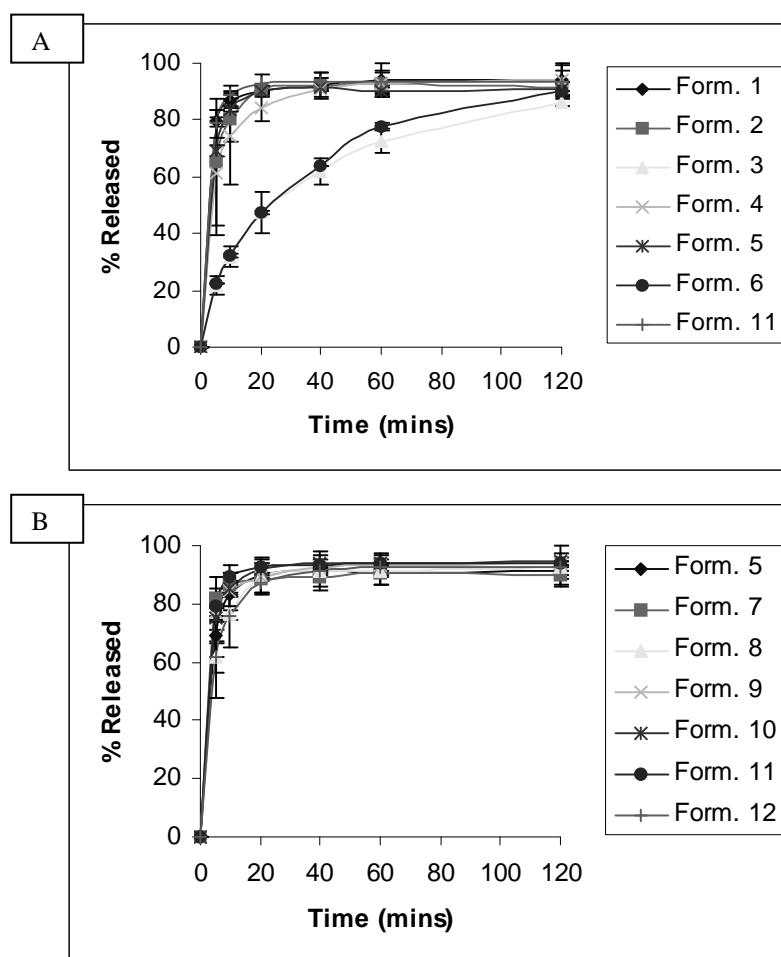 A
% Released
100
80
60
40
20
0
0 20 40 60 80 100 120
Time (mins)
Form. 1
Form. 2
Form. 3
Form. 4
Form. 5
Form. 6
Form. 11
B
% Released
100
80
60
40
20
0
0 20 40 60 80 100 120
Time (mins)
Form. 5
Form. 7
Form. 8
Form. 9
Form. 10
Form. 11
Form. 12